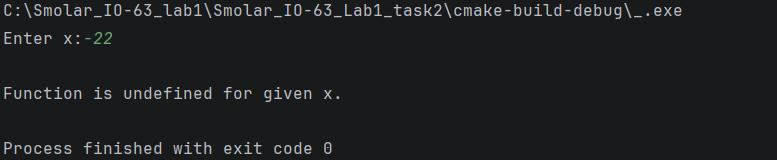 C:\Smolar_IO-63_lab1\Smolar_IO-63_Lab1_task2\cmake-build-debug\_.exe
Enter x:-22
Function is undefined for given x.
Process finished with exit code 0